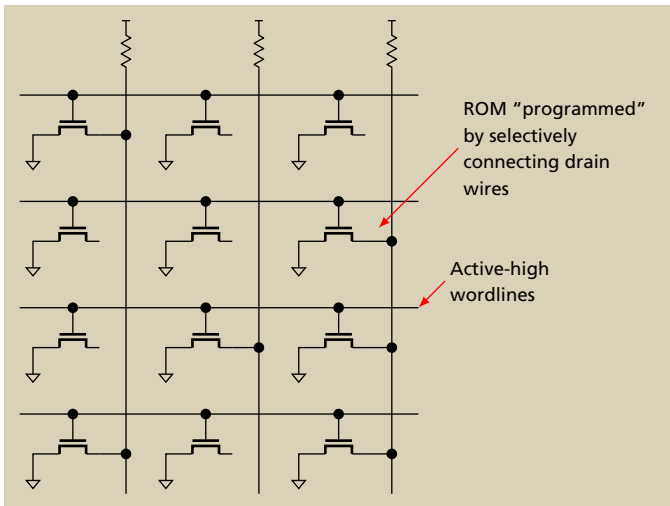 ROM “programmed”
by selectively
connecting drain
wires
Active-high
wordlines